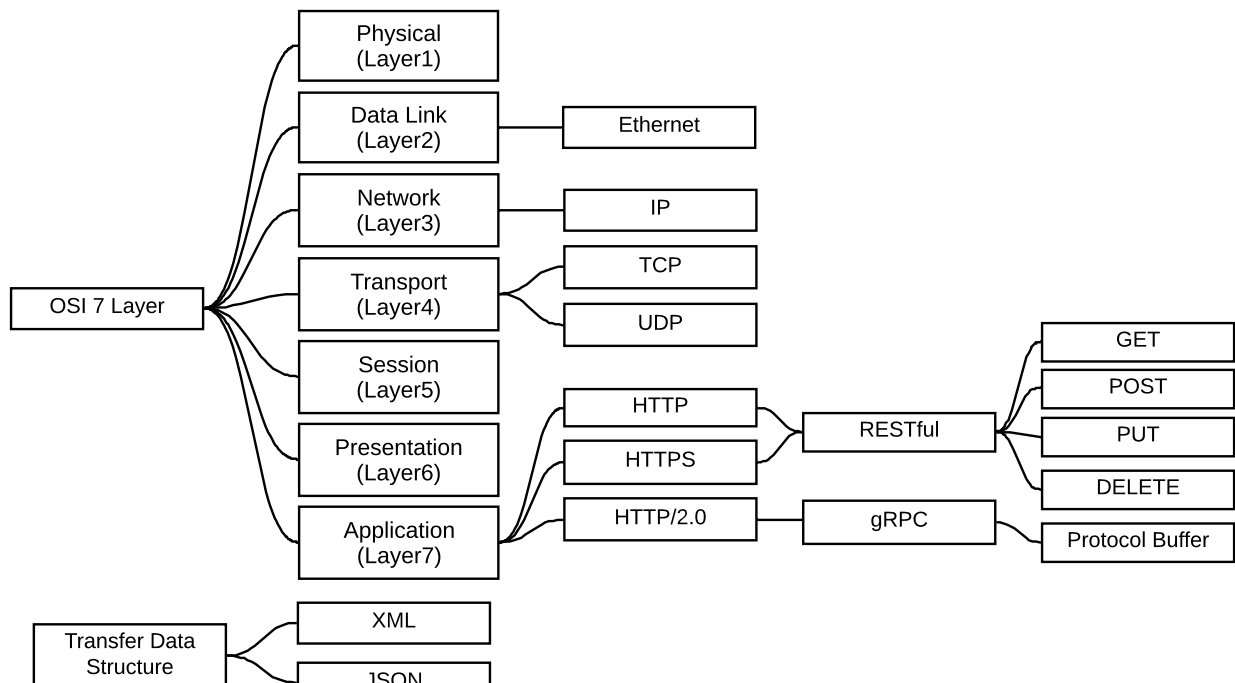 Physical
(Layer1)
Data Link
(Layer2)
Ethernet
Network
(Layer3)
IP
Transport
(Layer4)
TCP
UDP
OSI 7 Layer
Session
(Layer5)
Presentation
(Layer6)
Application
(Layer7)
HTTP
HTTPS
HTTP/2.0
RESTful
gRPC
GET
POST
PUT
DELETE
Protocol Buffer
Transfer Data
Structure
XML
JSON